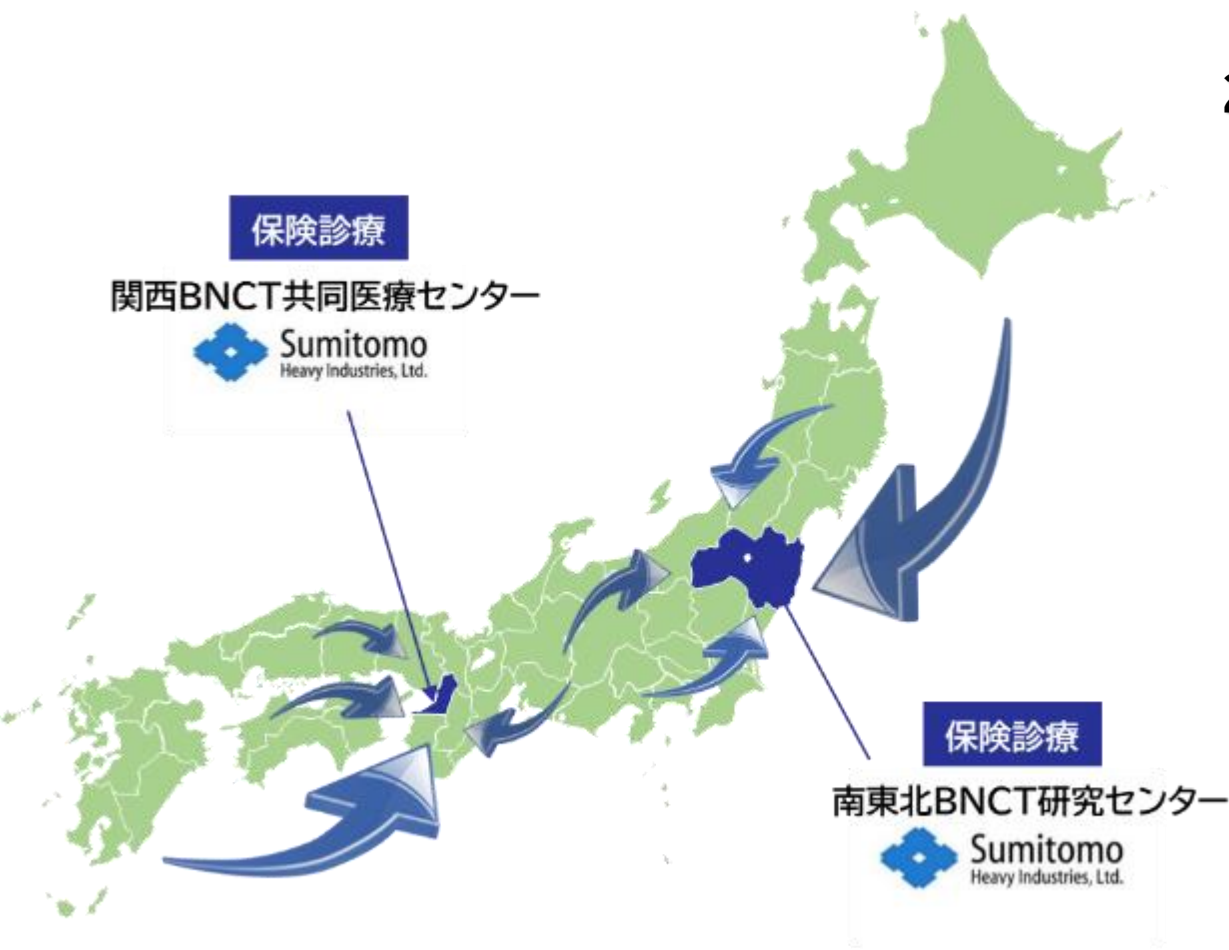 保険診療
関西BNCT共同医療センター
Sumitomo
Heavy Industries, Ltd.
保険診療
南東北BNCT研究センター
Sumitomo
Heavy Industries, Ltd.